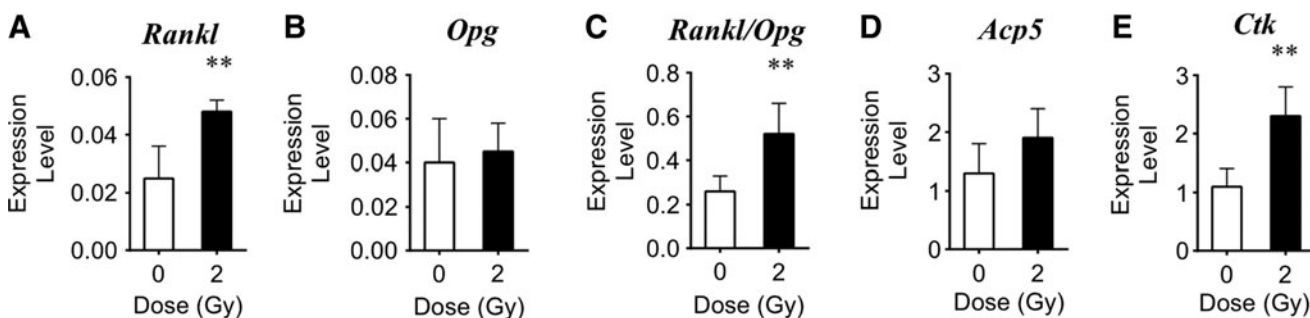 A
Rankl
**
Expression
Level
0.06
0.04
0.02
0.00
0
2
Dose (Gy)
B
Opg
Expression
Level
0.08
0.06
0.04
0.02
0.00
0
2
Dose (Gy)
C
Rankl/Opg
**
Expression
Level
0.8
0.6
0.4
0.2
0.0
0
2
Dose (Gy)
D
Acp5
Expression
Level
3
2
1
0
0
2
Dose (Gy)
E
Ctk
**
Expression
Level
3
2
1
0
0
2
Dose (Gy)